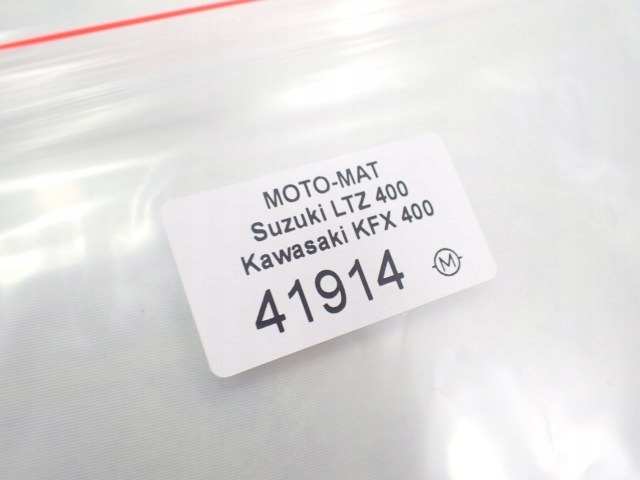 MOTO-MAT
Suzuki LTZ 400
Kawasaki KFX 400
41914
M